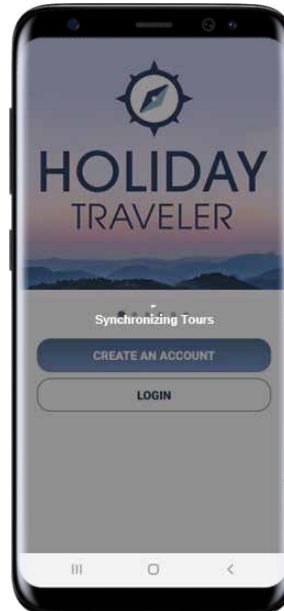 HOLIDAY
TRAVELER
Synchronizing Tours
CREATE AN ACCOUNT
LOGIN